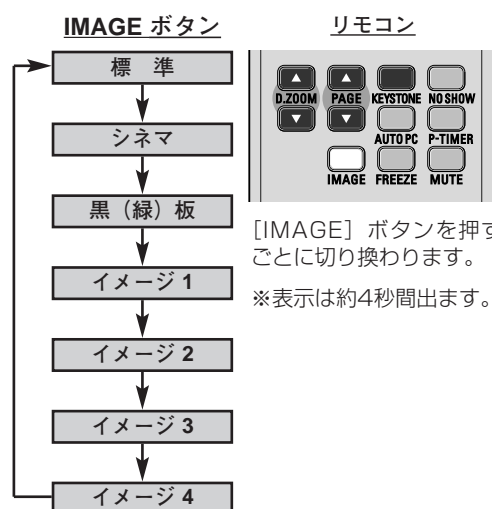 IMAGE ボタン
標 準
シネマ
黒（緑）板
イメージ 1
イメージ 2
イメージ 3
イメージ 4
リモコン
D.ZOOM PAGE KEYSTONE NO SHOW
AUTO PC P-TIMER
IMAGE FREEZE MUTE
［IMAGE］ボタンを押す
ごとに切り換わります。
※表示は約4秒間出ます。